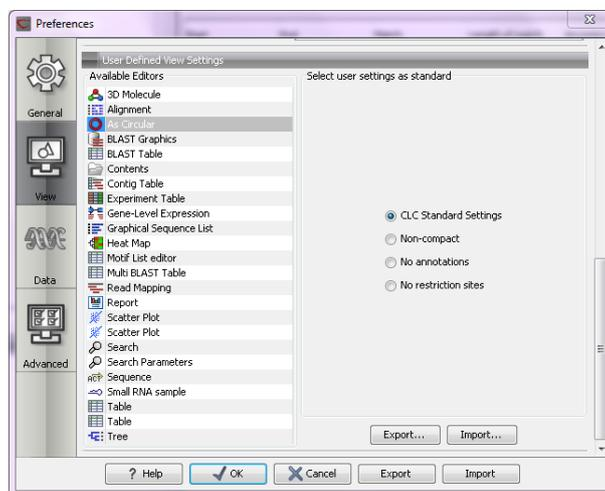 Preferences
General
View
Data
Advanced
User Defined View Settings
Available Editors
3D Molecule
Alignment
As Circular
BLAST Graphics
BLAST Table
Contents
Contig Table
Experiment Table
Gene-Level Expression
Graphical Sequence List
Heat Map
Motif List editor
Multi BLAST Table
Read Mapping
Report
Scatter Plot
Scatter Plot
Search
Search Parameters
Sequence
Small RNA sample
Table
Table
Tree
Select user settings as standard
CLC Standard Settings
Non-compact
No annotations
No restriction sites
Export... Import...
? Help OK Cancel Export Import